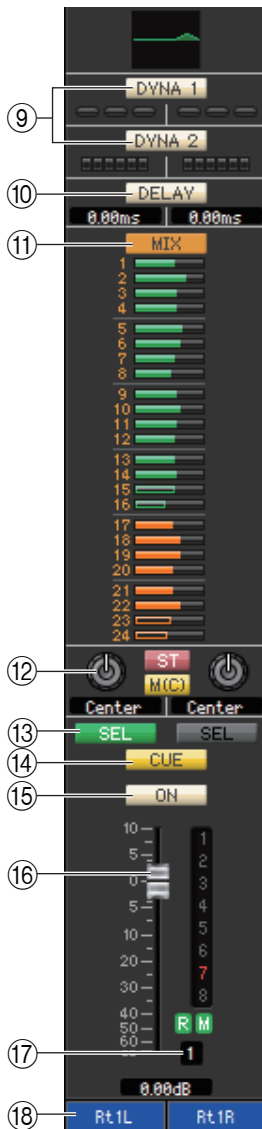 ⑨ DYNA 1
DYNA 2
⑩ DELAY
0.00ms 0.00ms
⑪ MIX
1
2
3
4
5
6
7
8
9
10
11
12
13
14
15
16
17
18
19
20
21
22
23
24
⑫ ST
M(C)
Center Center
⑬ SEL SEL
⑭ CUE
⑮ ON
10 1
5 2
⑯ 0 3
5 4
10 5
20 6
30 7
40 8
50 R M
60
⑰ 1
0.00dB
⑱ Rt1L Rt1R